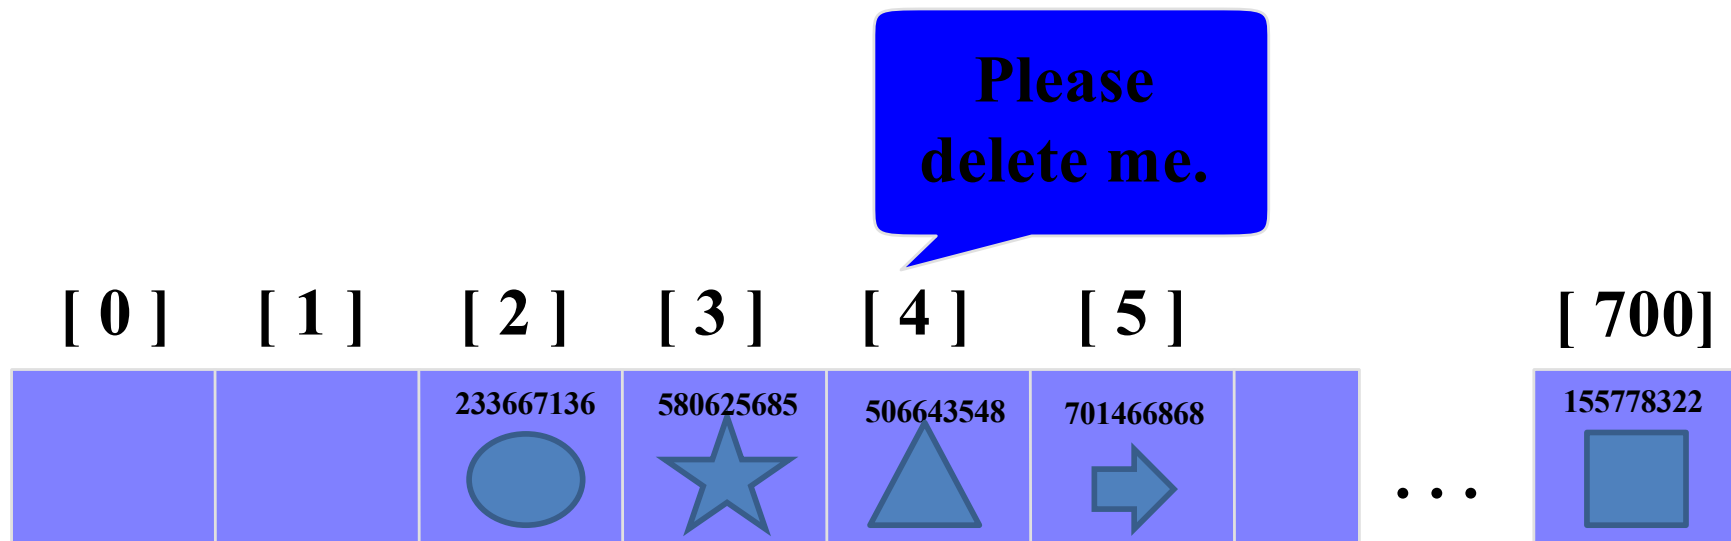 Please
delete me.
[ 0 ] [ 1 ] [ 2 ] [ 3 ] [ 4 ] [ 5 ] [ 700]
233667136 580625685 506643548 701466868 155778322
. . .